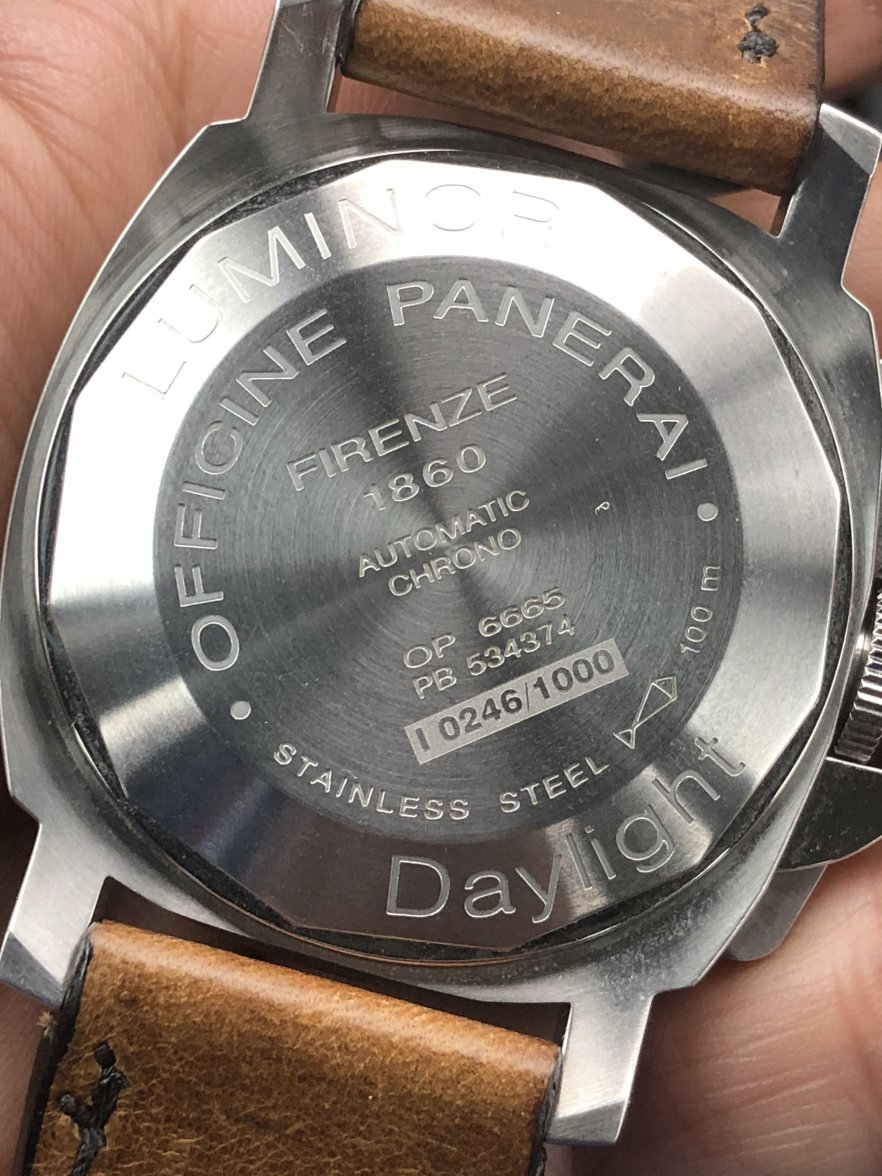 LUMINOR
OFFICINE PANERAI
FIRENZE
1860
AUTOMATIC
CHRONO
OP 6665
PB 534374
I 0246/1000
100 m
STAINLESS STEEL
Daylight